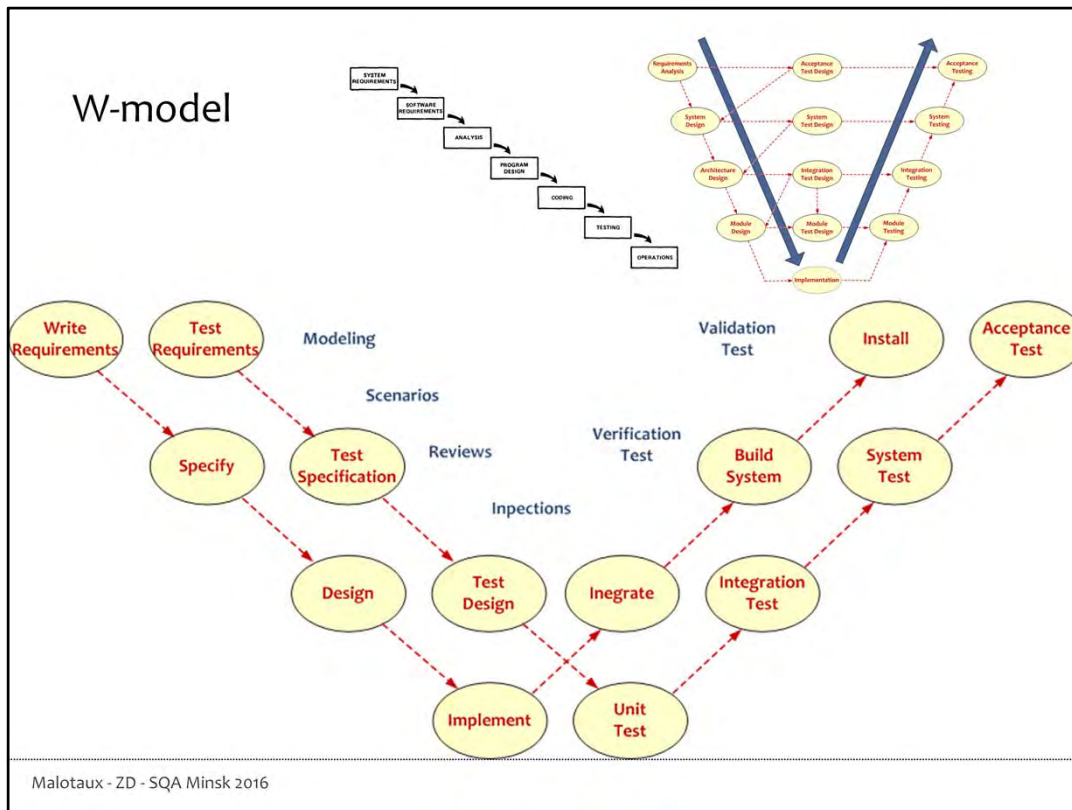 W-model
SYSTEM
REQUIREMENTS
SOFTWARE
REQUIREMENTS
ANALYSIS
PROGRAM
DESIGN
CODING
TESTING
OPERATIONS
Requirements
Analysis
Acceptance
Test Design
Acceptance
Testing
System
Design
System
Test Design
System
Testing
Architecture
Design
Integration
Test Design
Integration
Testing
Module
Design
Module
Test Design
Module
Testing
Implementation
Write
Requirements
Test
Requirements
Modeling
Validation
Test
Install
Acceptance
Test
Scenarios
Specify
Test
Specification
Reviews
Verification
Test
Build
System
System
Test
Inpections
Design
Test
Design
Inegrate
Integration
Test
Implement
Unit
Test
Malotaux - ZD - SQA Minsk 2016